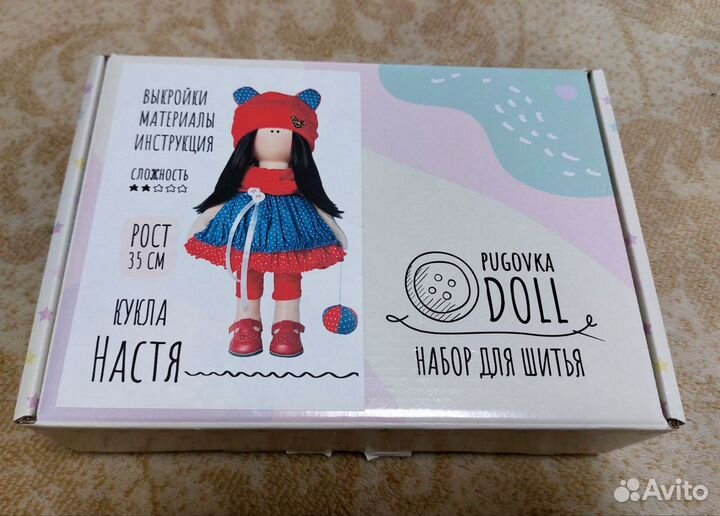 ВЫКРОЙКИ
МАТЕРИАЛЫ
ИНСТРУКЦИЯ
СЛОЖНОСТЬ
РОСТ
35 СМ
КУКЛА
НАСТЯ
PUGOVKA
DOLL
НАБОР ДЛЯ ШИТЬЯ
Avito